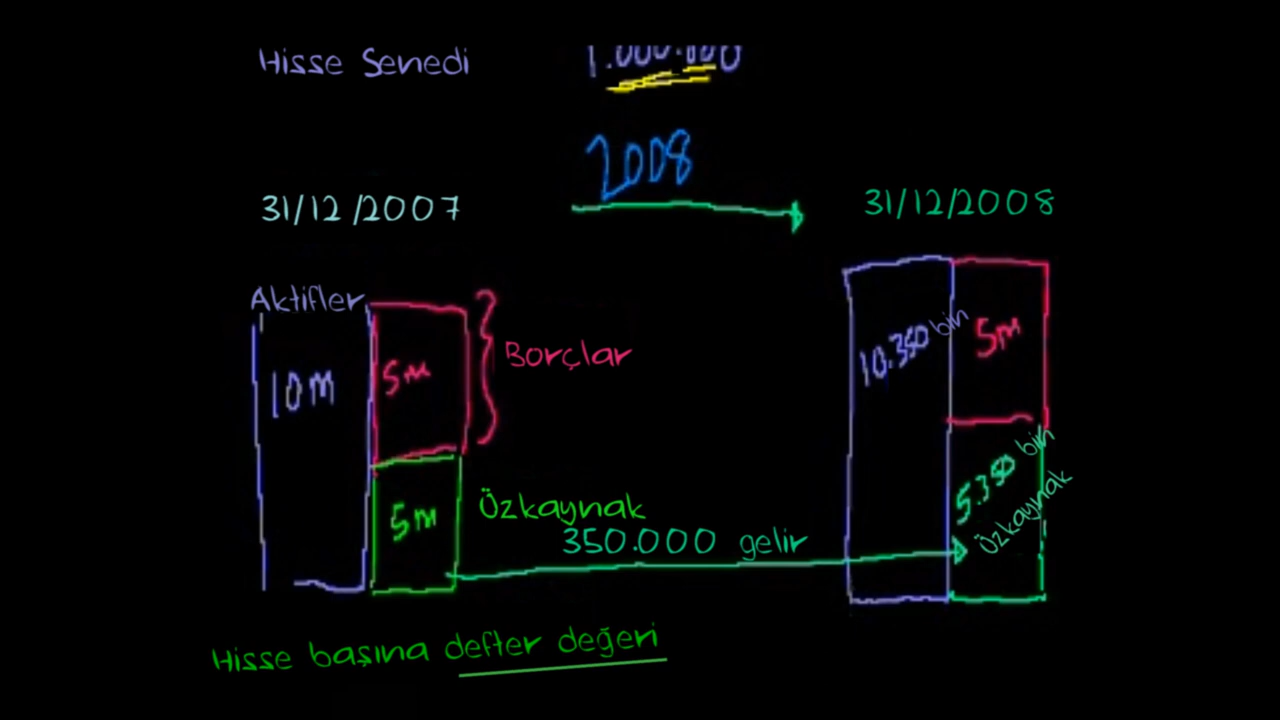 Hisse Senedi
1.000.000
2008
31/12/2007
31/12/2008
Aktifler
10m
5m
Borçlar
5m
Özkaynak
350.000 gelir
10.350 bin
5m
5.350 bin
Özkaynak
Hisse başına defter değeri